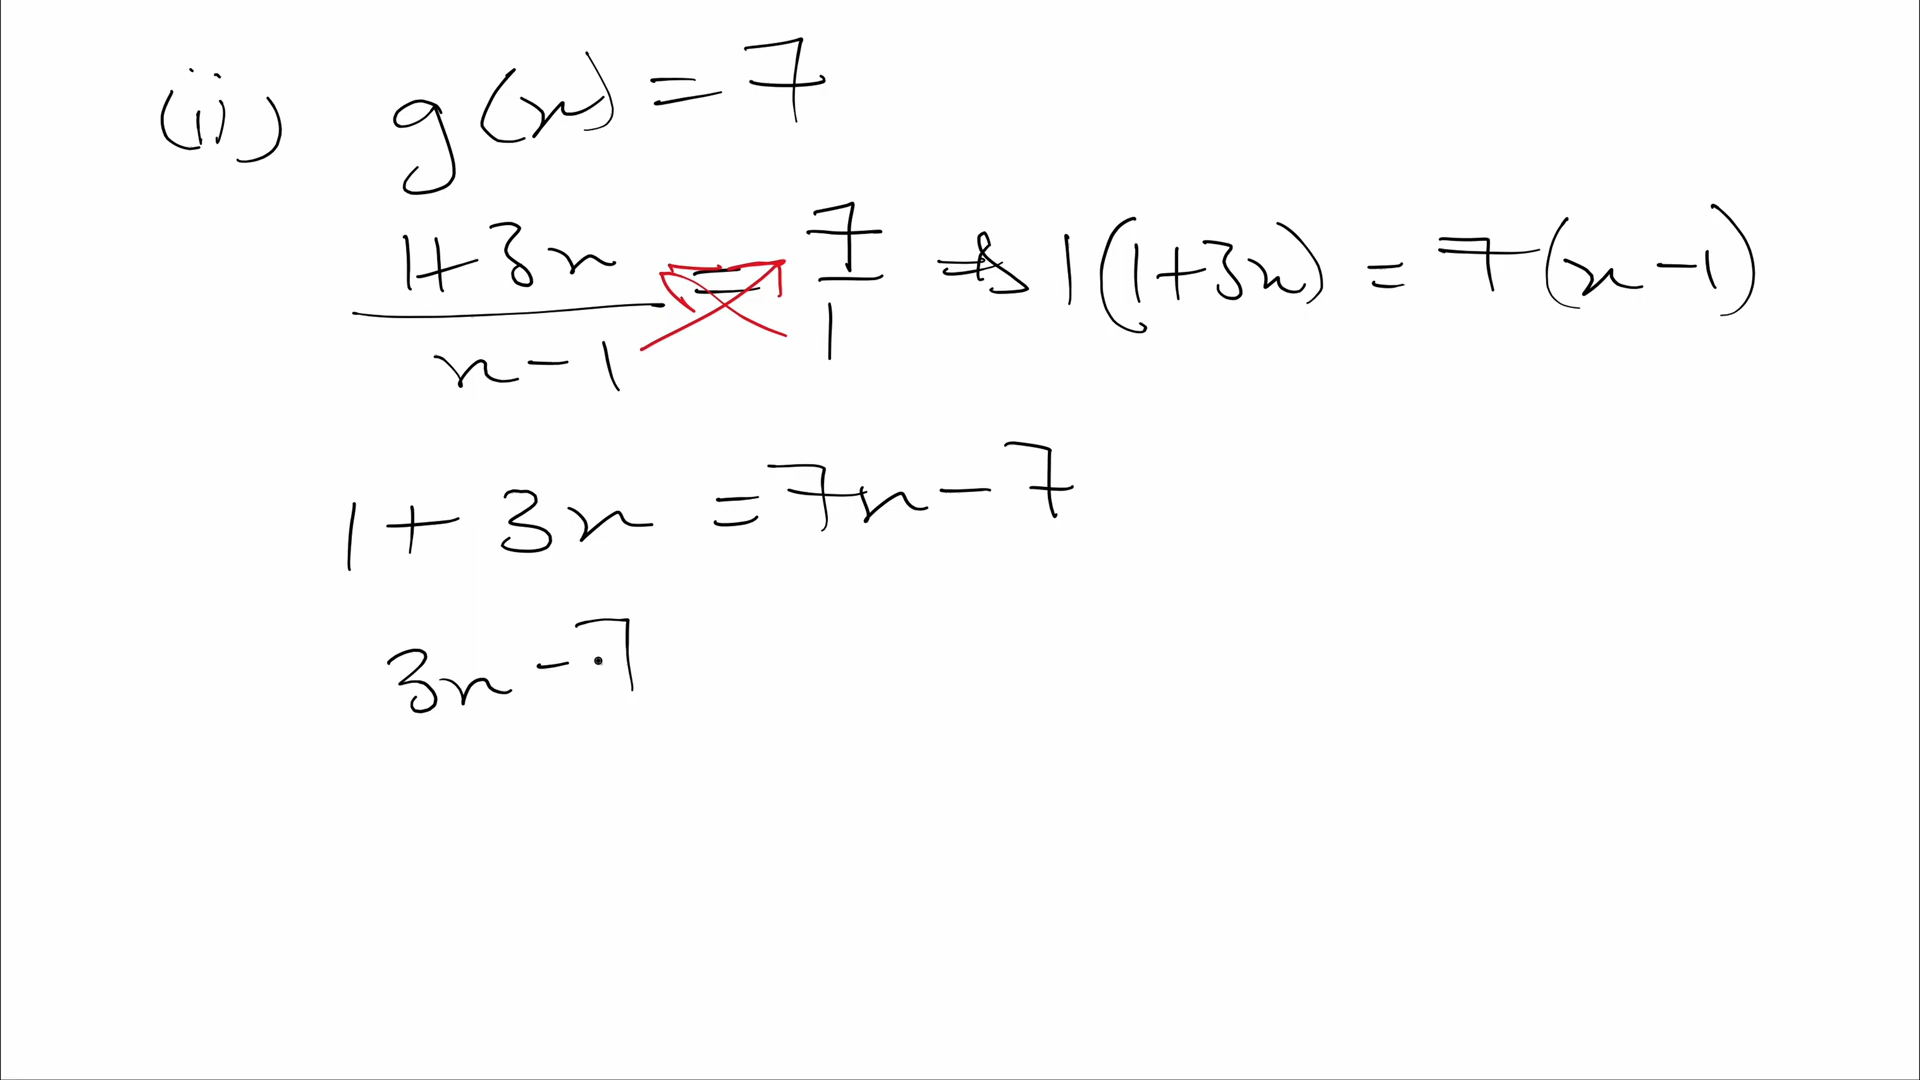 (ii) g(x) = 7
(1+3x)/(x-1) = 7/1 ⇒ 1(1+3x) = 7(x-1)
1 + 3x = 7x - 7
3x - 7